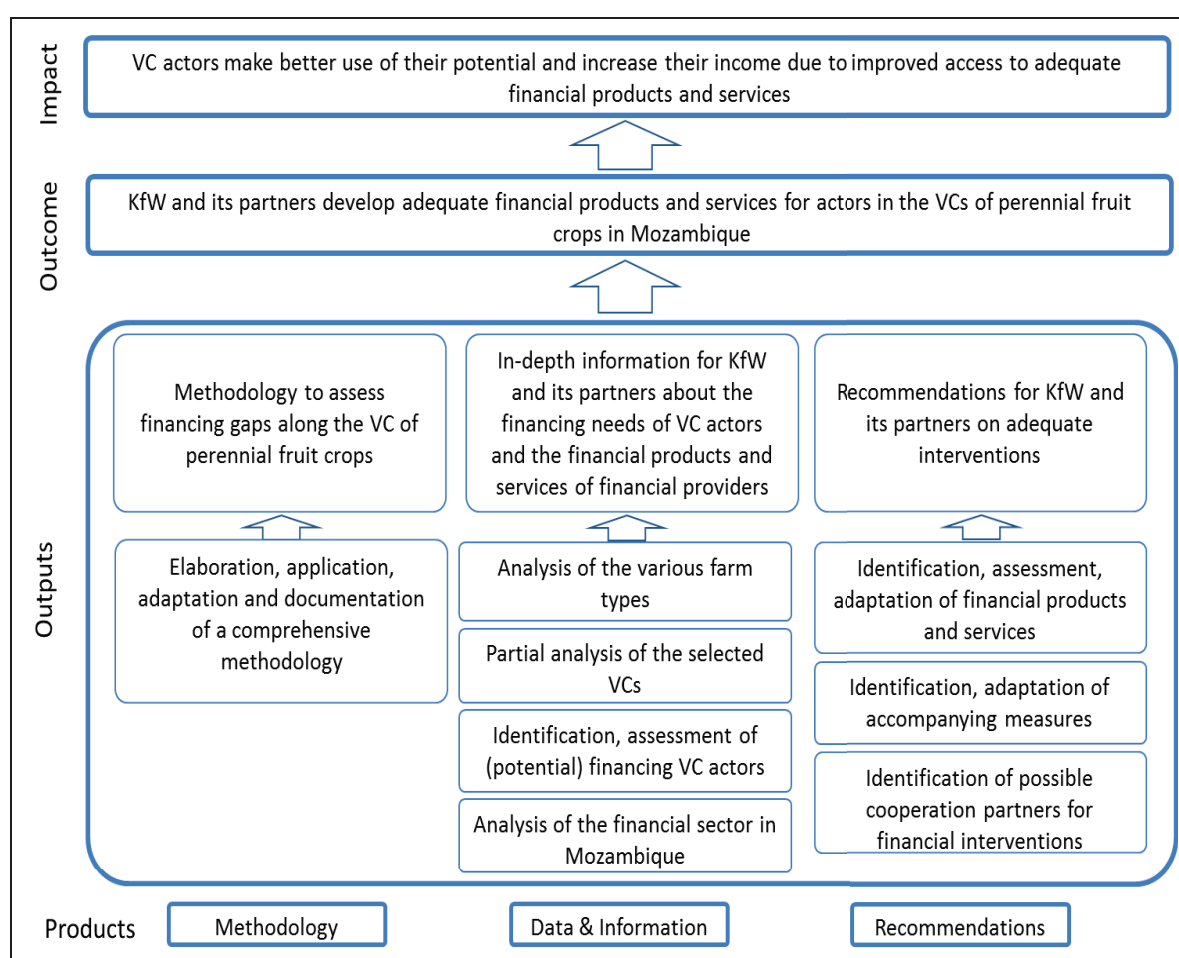 Impact
VC actors make better use of their potential and increase their income due to improved access to adequate
financial products and services
Outcome
KfW and its partners develop adequate financial products and services for actors in the VCs of perennial fruit
crops in Mozambique
Outputs
Methodology to assess
financing gaps along the VC of
perennial fruit crops
In-depth information for KfW
and its partners about the
financing needs of VC actors
and the financial products and
services of financial providers
Recommendations for KfW and
its partners on adequate
interventions
Elaboration, application,
adaptation and documentation
of a comprehensive
methodology
Analysis of the various farm
types
Partial analysis of the selected
VCs
Identification, assessment of
(potential) financing VC actors
Analysis of the financial sector in
Mozambique
Identification, assessment,
adaptation of financial products
and services
Identification, adaptation of
accompanying measures
Identification of possible
cooperation partners for
financial interventions
Products
Methodology
Data & Information
Recommendations